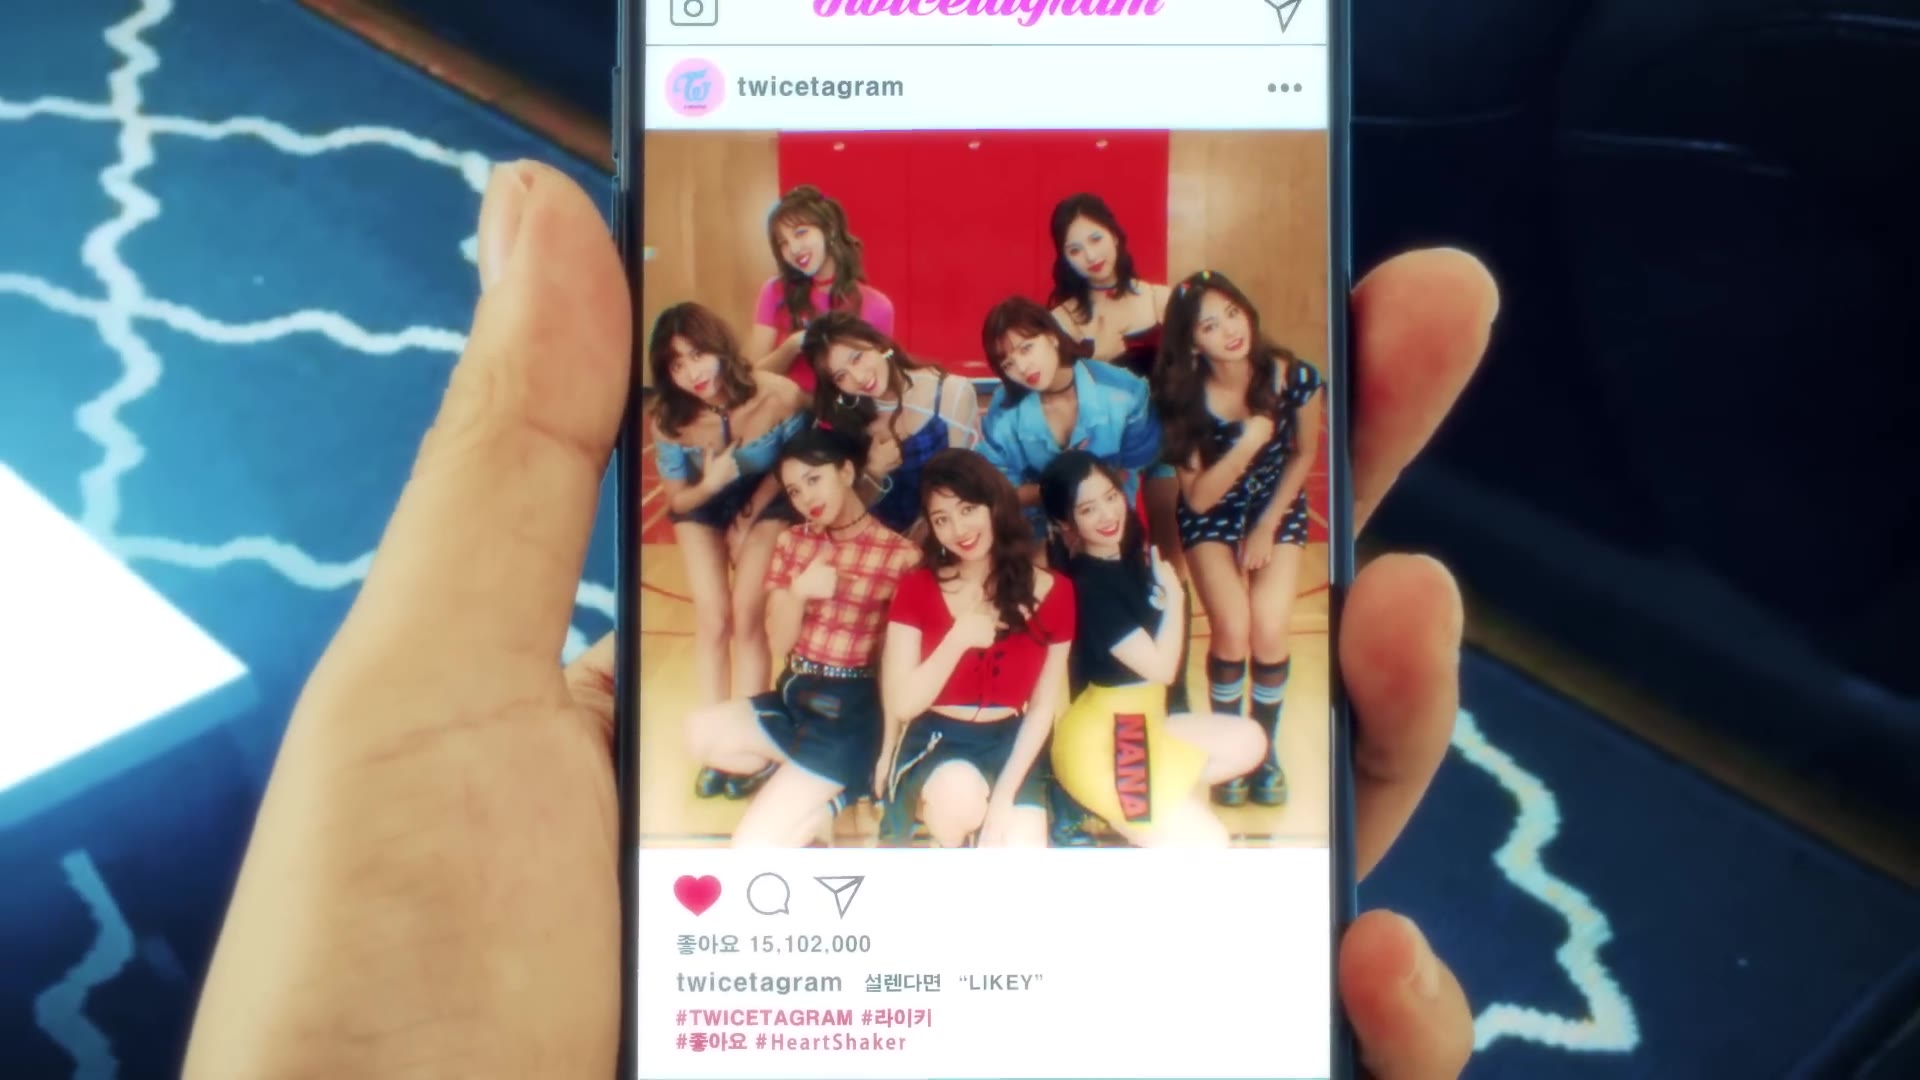 twicetagram
twicetagram
NANA
좋아요 15,102,000
twicetagram 설렌다면 “LIKEY”
#TWICETAGRAM #라이키
#좋아요 #HeartShaker